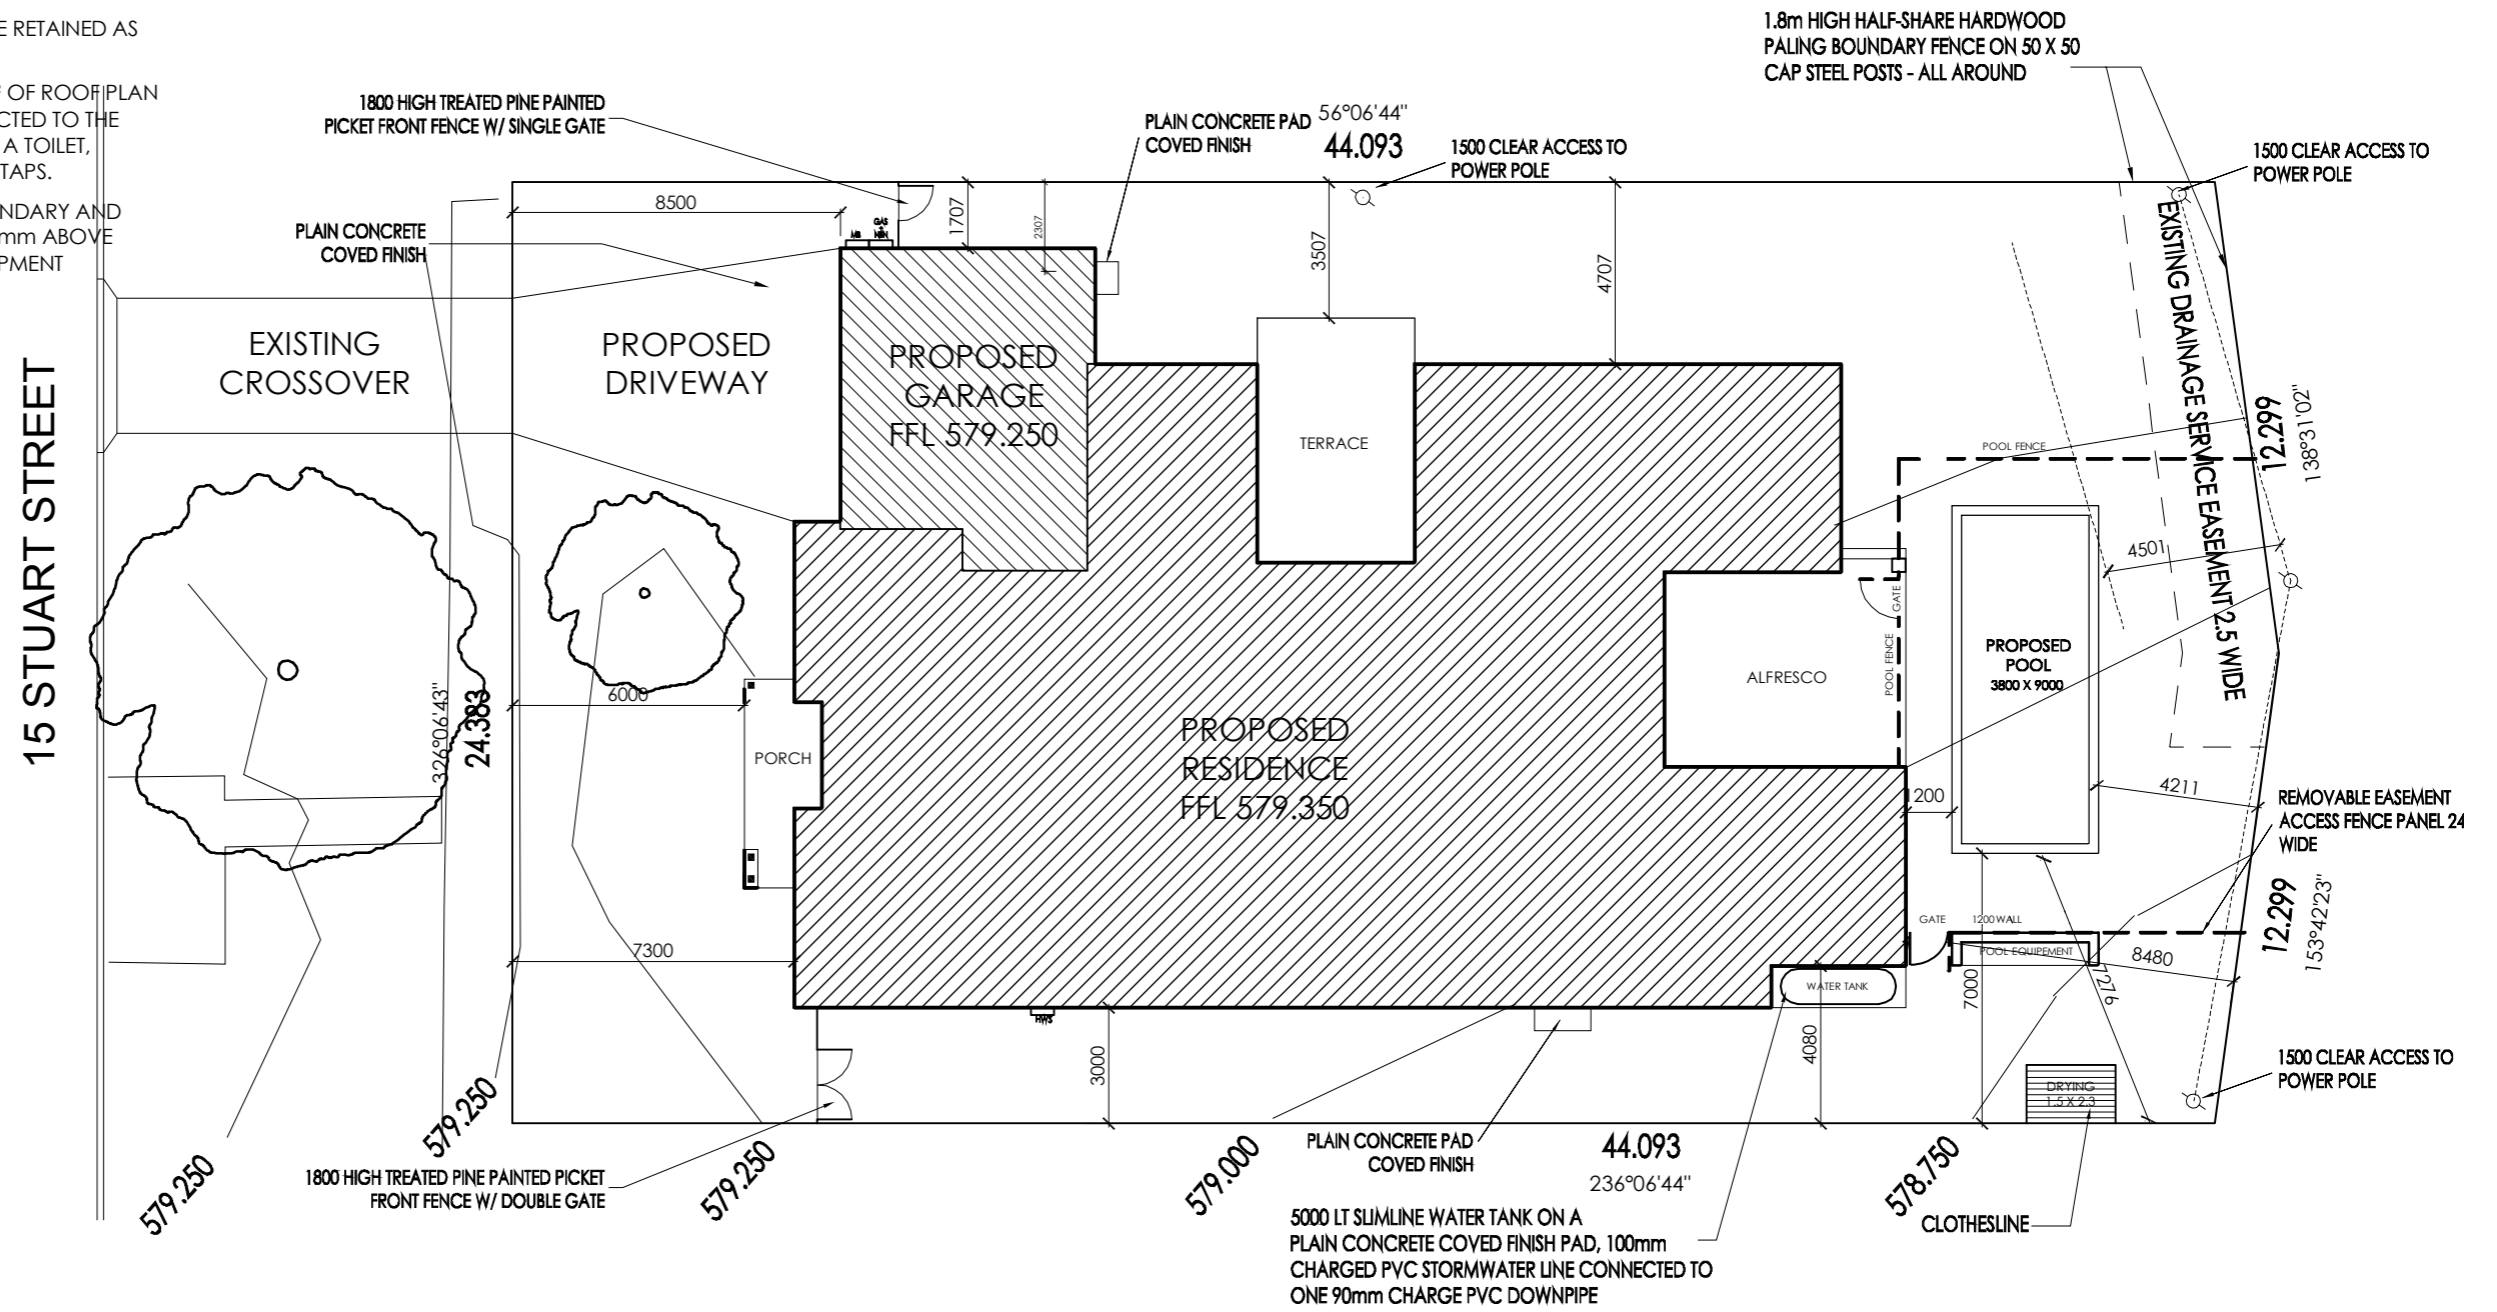 E RETAINED AS
OF ROOF PLAN
CTED TO THE
A TOILET,
TAPS.
NDARY AND
mm ABOVE
PMENT
1800 HIGH TREATED PINE PAINTED
PICKET FRONT FENCE W/ SINGLE GATE
PLAIN CONCRETE
COVED FINISH
PLAIN CONCRETE PAD
COVED FINISH
56°06'44"
44.093
1500 CLEAR ACCESS TO
POWER POLE
1.8m HIGH HALF-SHARE HARDWOOD
PALING BOUNDARY FENCE ON 50 X 50
CAP STEEL POSTS - ALL AROUND
1500 CLEAR ACCESS TO
POWER POLE
8500
1707
2307
3507
4707
MB
GAS
15 STUART STREET
EXISTING
CROSSOVER
PROPOSED
DRIVEWAY
PROPOSED
GARAGE
FFL 579.250
TERRACE
POOL FENCE
EXISTING DRAINAGE SERVICE EASEMENT 2.5 WIDE
12.299
138°31'02"
4501
GATE
POOL FENCE
ALFRESCO
PROPOSED
POOL
3800 X 9000
326°06'43"
24.383
6000
PORCH
PROPOSED
RESIDENCE
FFL 579.350
1200
4211
REMOVABLE EASEMENT
ACCESS FENCE PANEL 24
WIDE
12.299
153°42'23"
7300
GATE
1200 WALL
POOL EQUIPEMENT
8480
WATER TANK
7000
7276
HWS
3000
4080
DRYING
1.5 X 2.3
1500 CLEAR ACCESS TO
POWER POLE
579.250
579.250
579.250
579.000
578.750
1800 HIGH TREATED PINE PAINTED PICKET
FRONT FENCE W/ DOUBLE GATE
PLAIN CONCRETE PAD
COVED FINISH
44.093
236°06'44"
CLOTHESLINE
5000 LT SLIMLINE WATER TANK ON A
PLAIN CONCRETE COVED FINISH PAD, 100mm
CHARGED PVC STORMWATER LINE CONNECTED TO
ONE 90mm CHARGE PVC DOWNPIPE